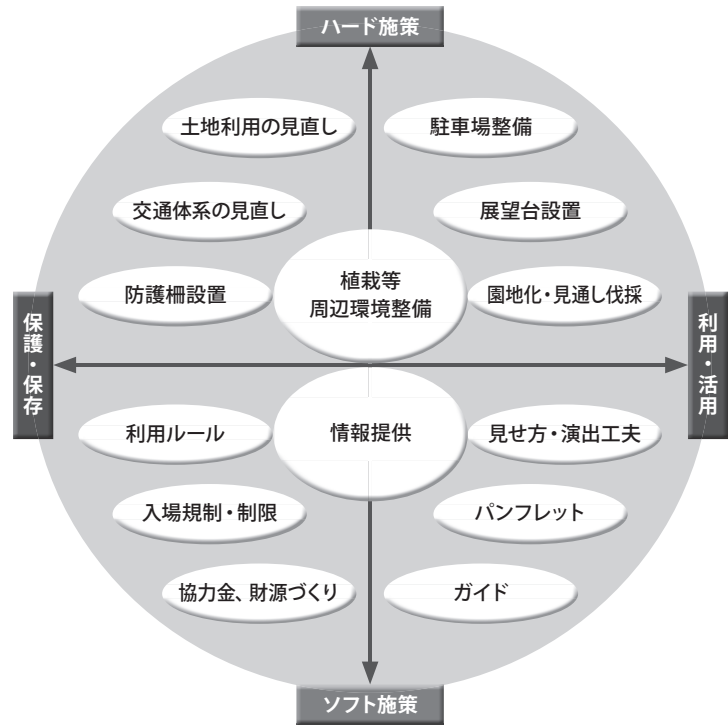 ハード施策
土地利用の見直し
駐車場整備
交通体系の見直し
展望台設置
防護柵設置
植栽等
周辺環境整備
園地化・見通し伐採
保護・保存
利用・活用
利用ルール
情報提供
見せ方・演出工夫
入場規制・制限
パンフレット
協力金、財源づくり
ガイド
ソフト施策